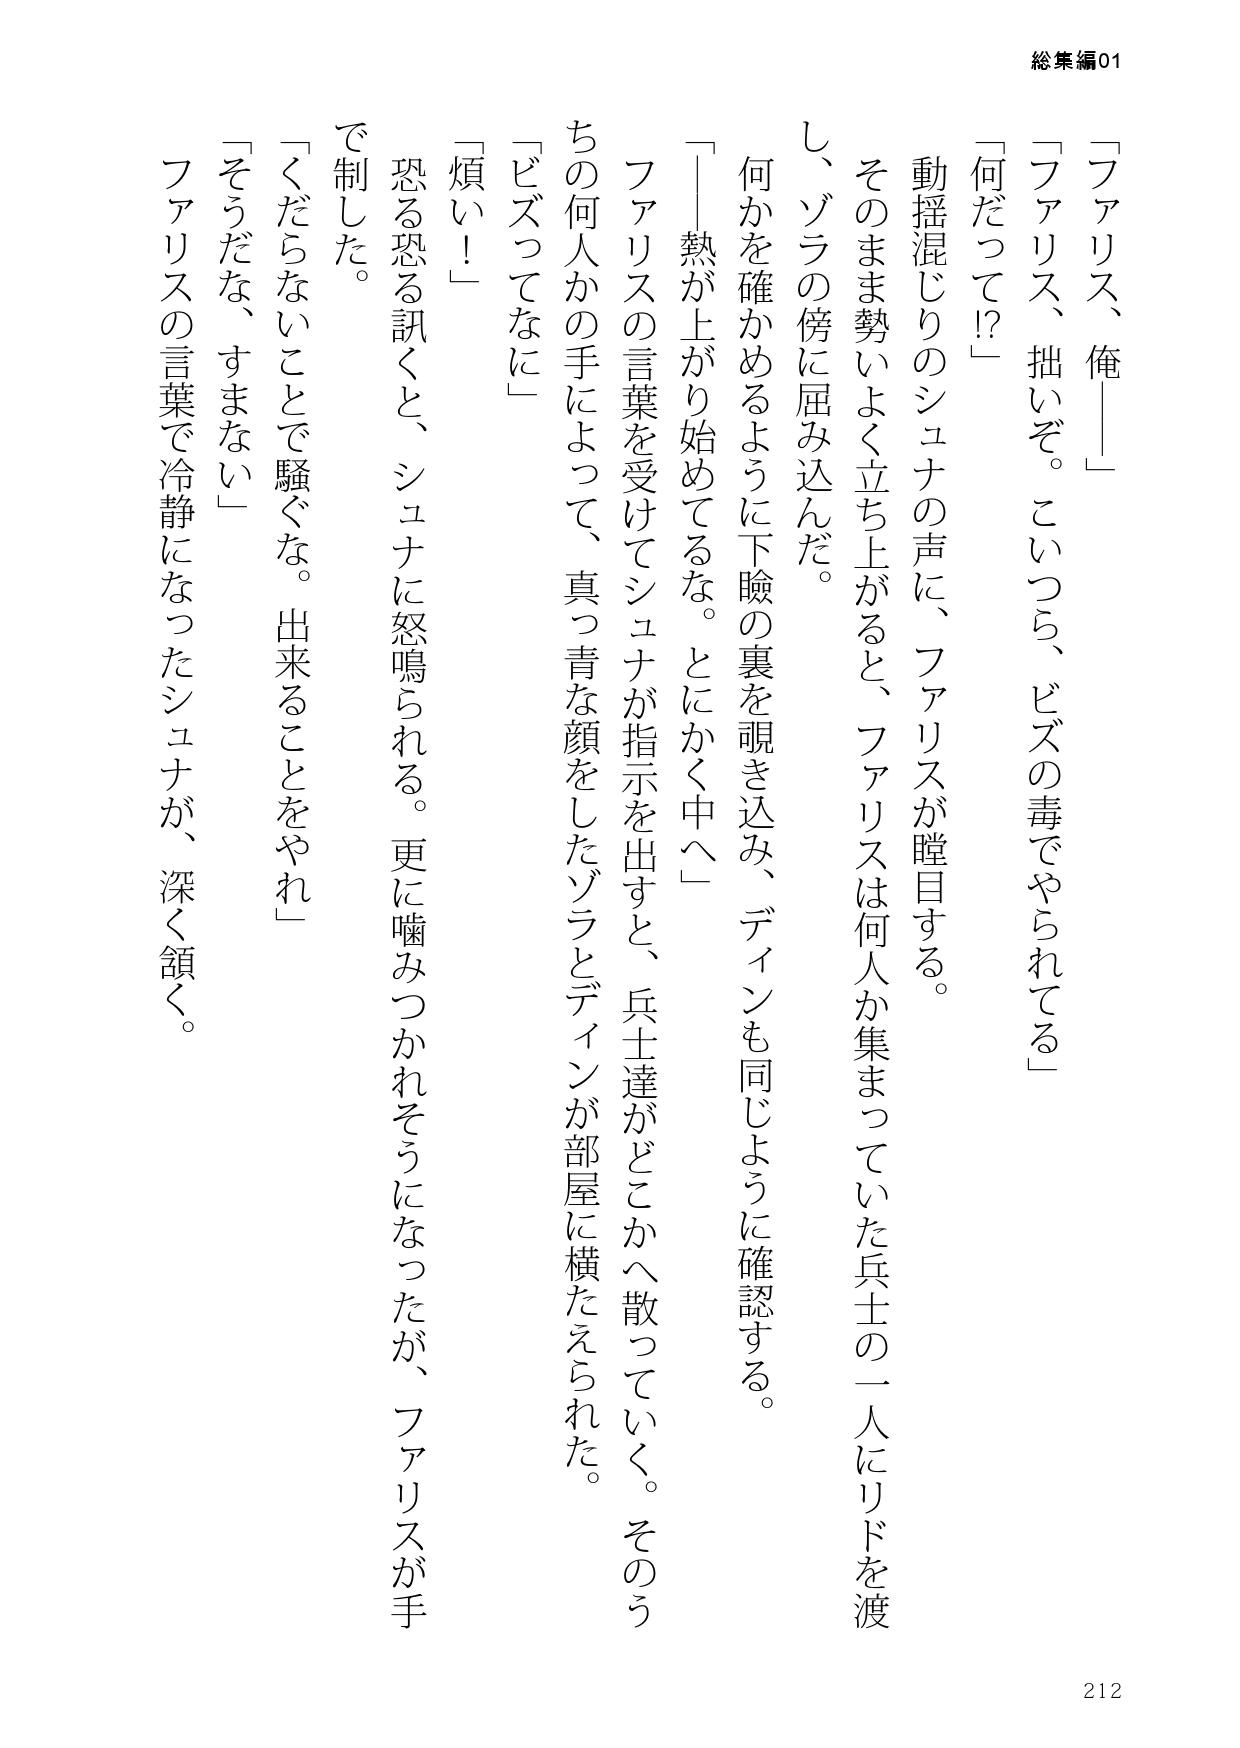 総集編01
「ファリス、俺――」
「ファリス、拙いぞ。こいつら、ビズの毒でやられてる」
「何だって⁉」
　動揺混じりのシュナの声に、ファリスが瞠目する。
　そのまま勢いよく立ち上がると、ファリスは何人か集まっていた兵士の一人にリドを渡
し、ゾラの傍に屈み込んだ。
　何かを確かめるように下瞼の裏を覗き込み、ディンも同じように確認する。
「――熱が上がり始めてるな。とにかく中へ」
　ファリスの言葉を受けてシュナが指示を出すと、兵士達がどこかへ散っていく。そのう
ちの何人かの手によって、真っ青な顔をしたゾラとディンが部屋に横たえられた。
「ビズってなに」
「煩い！」
　恐る恐る訊くと、シュナに怒鳴られる。更に噛みつかれそうになったが、ファリスが手
で制した。
「くだらないことで騒ぐな。出来ることをやれ」
「そうだな、すまない」
　ファリスの言葉で冷静になったシュナが、深く頷く。
212